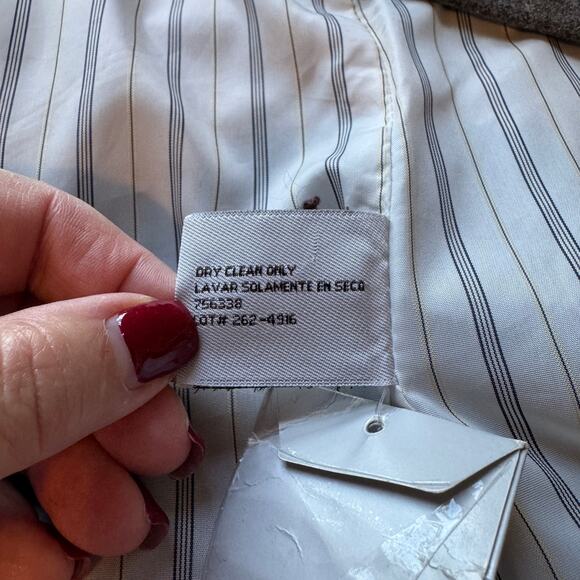 DRY CLEAN ONLY
LAVAR SOLAMENTE EN SECO
756338
LOT# 262-4916